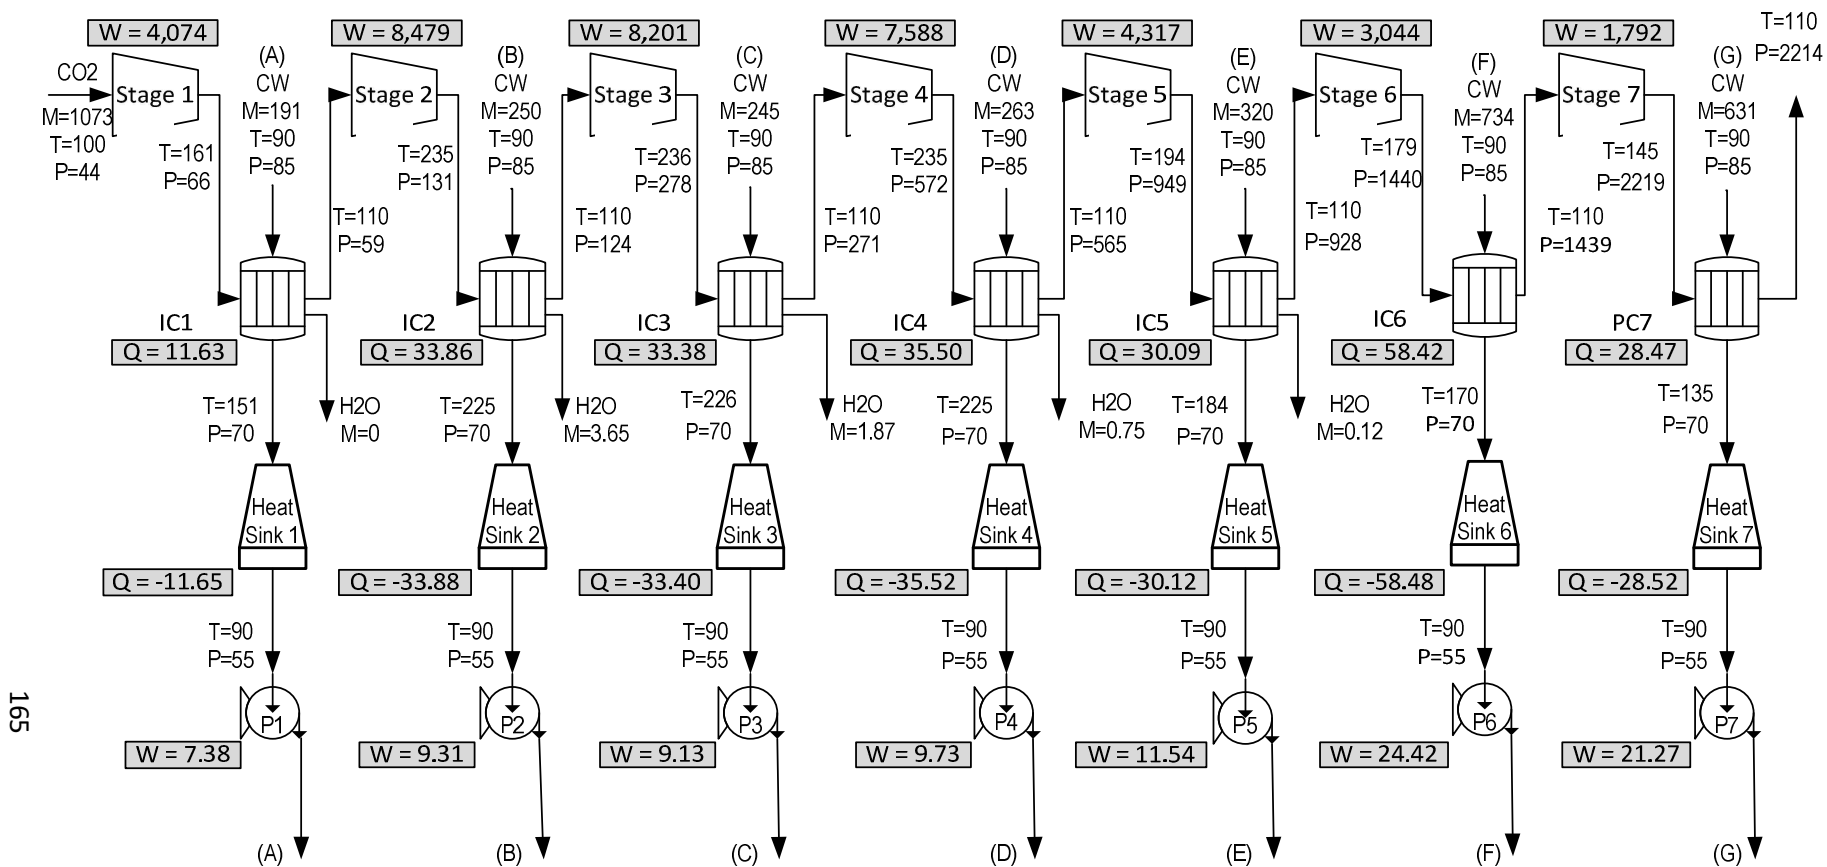 W = 4,074
W = 8,479
W = 8,201
W = 7,588
W = 4,317
W = 3,044
W = 1,792
T=110
P=2214
CO2
M=1073
T=100
P=44
Stage 1
T=161
P=66
(A)
CW
M=191
T=90
P=85
T=110
P=59
Stage 2
T=235
P=131
(B)
CW
M=250
T=90
P=85
T=110
P=124
Stage 3
T=236
P=278
(C)
CW
M=245
T=90
P=85
T=110
P=271
Stage 4
T=235
P=572
(D)
CW
M=263
T=90
P=85
T=110
P=565
Stage 5
T=194
P=949
(E)
CW
M=320
T=90
P=85
T=110
P=928
Stage 6
T=179
P=1440
(F)
CW
M=734
T=90
P=85
T=110
P=1439
Stage 7
T=145
P=2219
(G)
CW
M=631
T=90
P=85
IC1
Q = 11.63
IC2
Q = 33.86
IC3
Q = 33.38
IC4
Q = 35.50
IC5
Q = 30.09
IC6
Q = 58.42
PC7
Q = 28.47
T=151
P=70
H2O
M=0
T=225
P=70
H2O
M=3.65
T=226
P=70
H2O
M=1.87
T=225
P=70
H2O
M=0.75
T=184
P=70
H2O
M=0.12
T=170
P=70
T=135
P=70
Heat
Sink 1
Heat
Sink 2
Heat
Sink 3
Heat
Sink 4
Heat
Sink 5
Heat
Sink 6
Heat
Sink 7
Q = -11.65
Q = -33.88
Q = -33.40
Q = -35.52
Q = -30.12
Q = -58.48
Q = -28.52
T=90
P=55
T=90
P=55
T=90
P=55
T=90
P=55
T=90
P=55
T=90
P=55
T=90
P=55
P1
P2
P3
P4
P5
P6
P7
W = 7.38
W = 9.31
W = 9.13
W = 9.73
W = 11.54
W = 24.42
W = 21.27
(A)
(B)
(C)
(D)
(E)
(F)
(G)
165